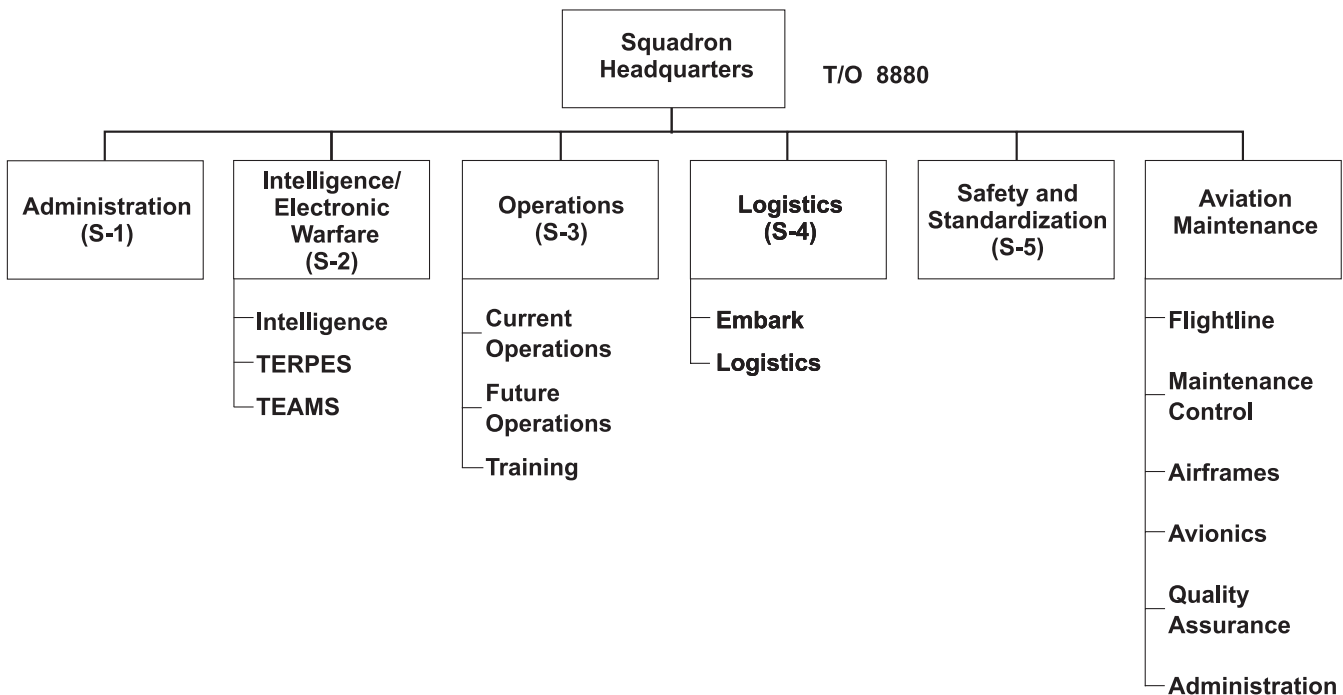 Squadron
Headquarters
T/O 8880
Administration
(S-1)
Intelligence/
Electronic
Warfare
(S-2)
Operations
(S-3)
Logistics
(S-4)
Safety and
Standardization
(S-5)
Aviation
Maintenance
Intelligence
TERPES
TEAMS
Current
Operations
Future
Operations
Training
Embark
Logistics
Flightline
Maintenance
Control
Airframes
Avionics
Quality
Assurance
Administration